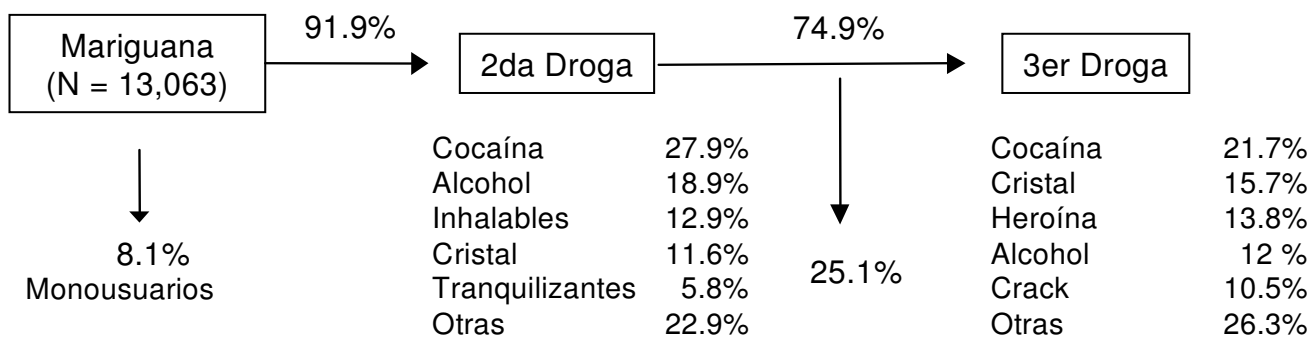 Mariguana
(N = 13,063)
91.9%
2da Droga
74.9%
3er Droga
8.1%
Monousuarios
Cocaína 27.9%
Alcohol 18.9%
Inhalables 12.9%
Cristal 11.6%
Tranquilizantes 5.8%
Otras 22.9%
25.1%
Cocaína 21.7%
Cristal 15.7%
Heroína 13.8%
Alcohol 12 %
Crack 10.5%
Otras 26.3%